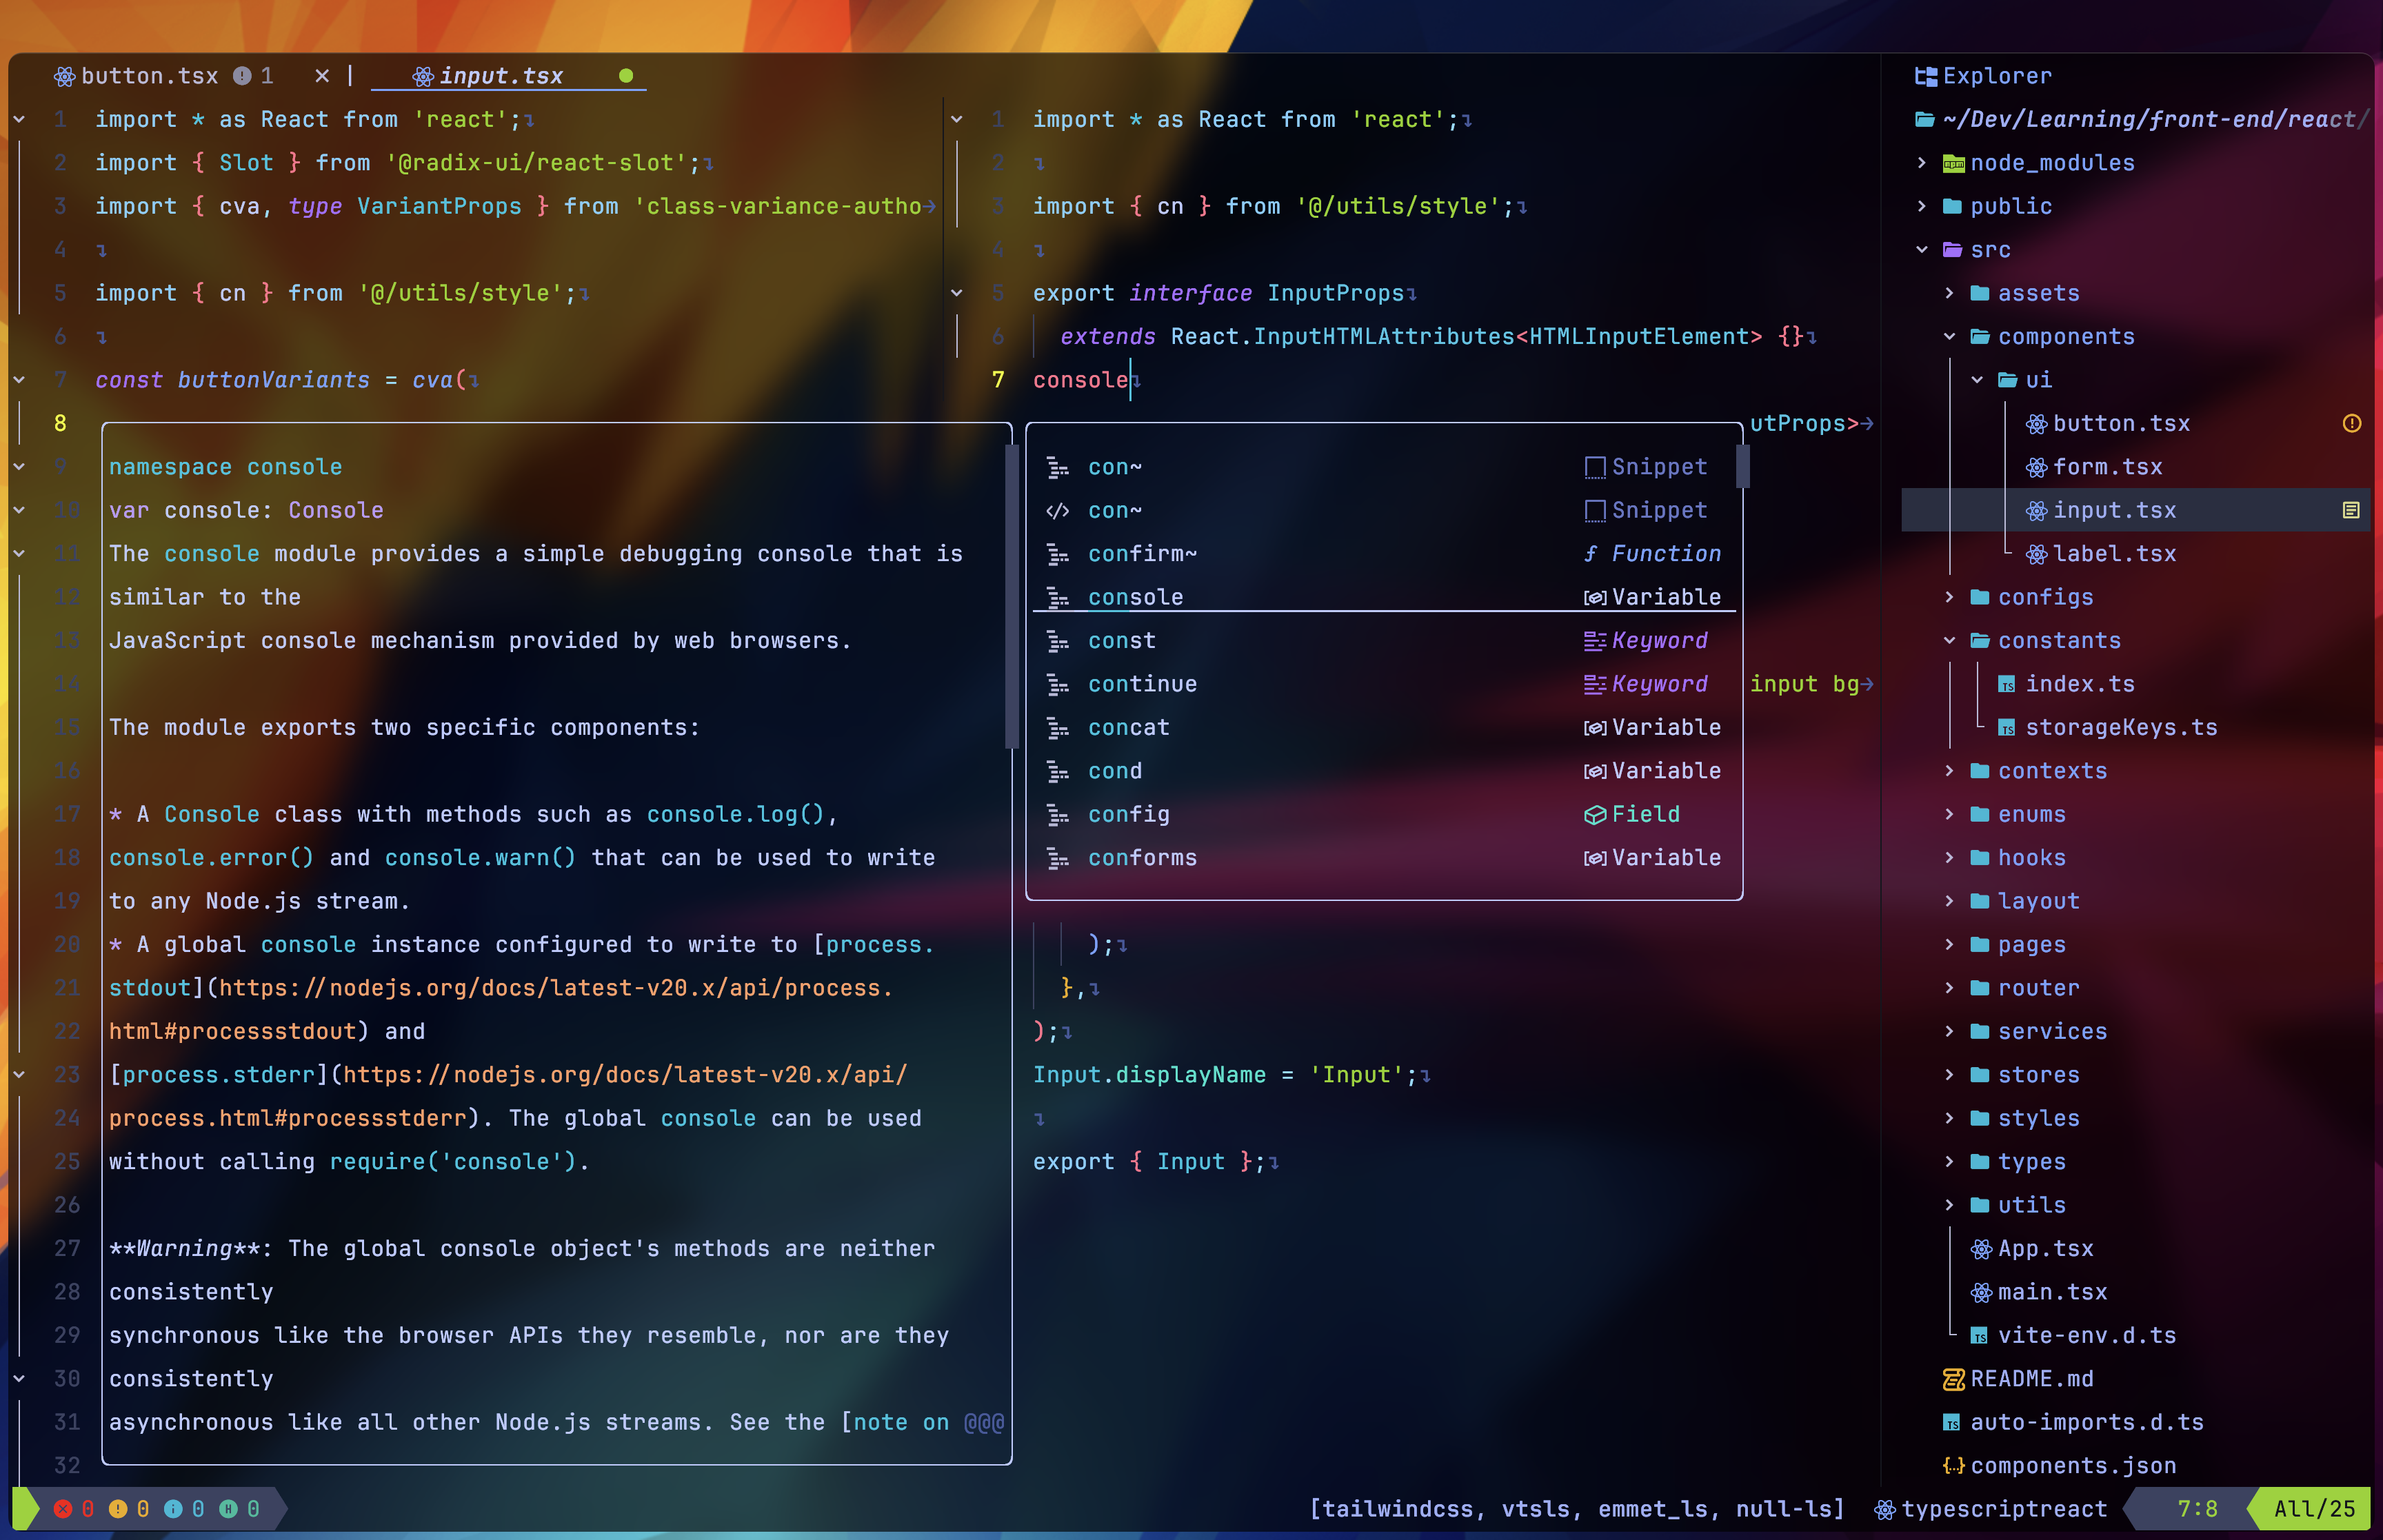 button.tsx 1 × | input.tsx
1 import * as React from 'react';
2 import { Slot } from '@radix-ui/react-slot';
3 import { cva, type VariantProps } from 'class-variance-autho→
4
5 import { cn } from '@/utils/style';
6
7 const buttonVariants = cva(
8
9 namespace console
10 var console: Console
11 The console module provides a simple debugging console that is
12 similar to the
13 JavaScript console mechanism provided by web browsers.
14
15 The module exports two specific components:
16
17 * A Console class with methods such as console.log(),
18 console.error() and console.warn() that can be used to write
19 to any Node.js stream.
20 * A global console instance configured to write to [process.
21 stdout](https://nodejs.org/docs/latest-v20.x/api/process.
22 html#processstdout) and
23 [process.stderr](https://nodejs.org/docs/latest-v20.x/api/
24 process.html#processstderr). The global console can be used
25 without calling require('console').
26
27 **Warning**: The global console object's methods are neither
28 consistently
29 synchronous like the browser APIs they resemble, nor are they
30 consistently
31 asynchronous like all other Node.js streams. See the [note on @@@
32
1 import * as React from 'react';
2
3 import { cn } from '@/utils/style';
4
5 export interface InputProps
6 extends React.InputHTMLAttributes<HTMLInputElement> {}
7 console
utProps>→
con~ Snippet
</> con~ Snippet
confirm~ Function
console Variable
const Keyword
continue Keyword
input bg→
concat Variable
cond Variable
config Field
conforms Variable
);
},
);
Input.displayName = 'Input';
export { Input };
Explorer
~/Dev/Learning/front-end/react/
node_modules
public
src
assets
components
ui
button.tsx
form.tsx
input.tsx
label.tsx
configs
constants
TS index.ts
TS storageKeys.ts
contexts
enums
hooks
layout
pages
router
services
stores
styles
types
utils
App.tsx
main.tsx
TS vite-env.d.ts
README.md
TS auto-imports.d.ts
{..} components.json
0 0 0 H 0
[tailwindcss, vtsls, emmet_ls, null-ls] typescriptreact 7:8 All/25